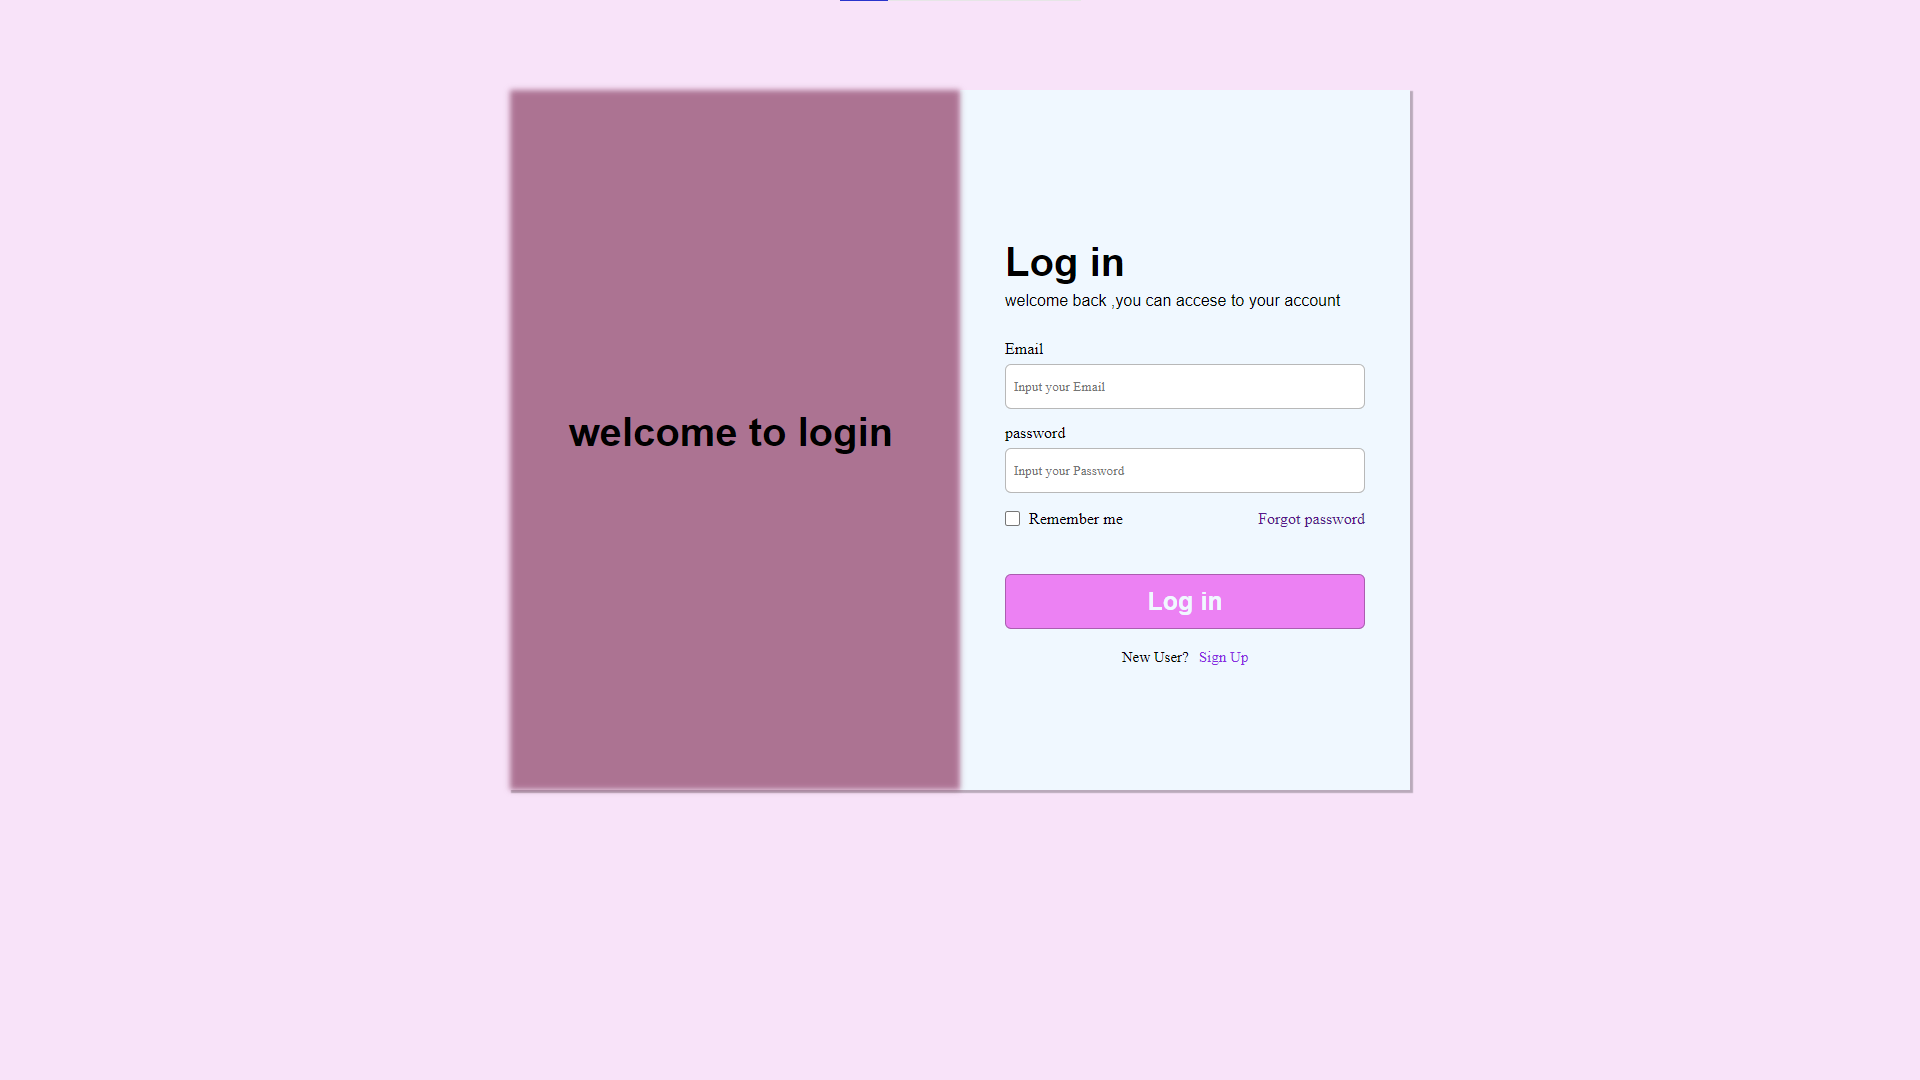 welcome to login
Log in
welcome back ,you can accese to your account
Email
Input your Email
password
Input your Password
Remember me
Forgot password
Log in
New User? Sign Up